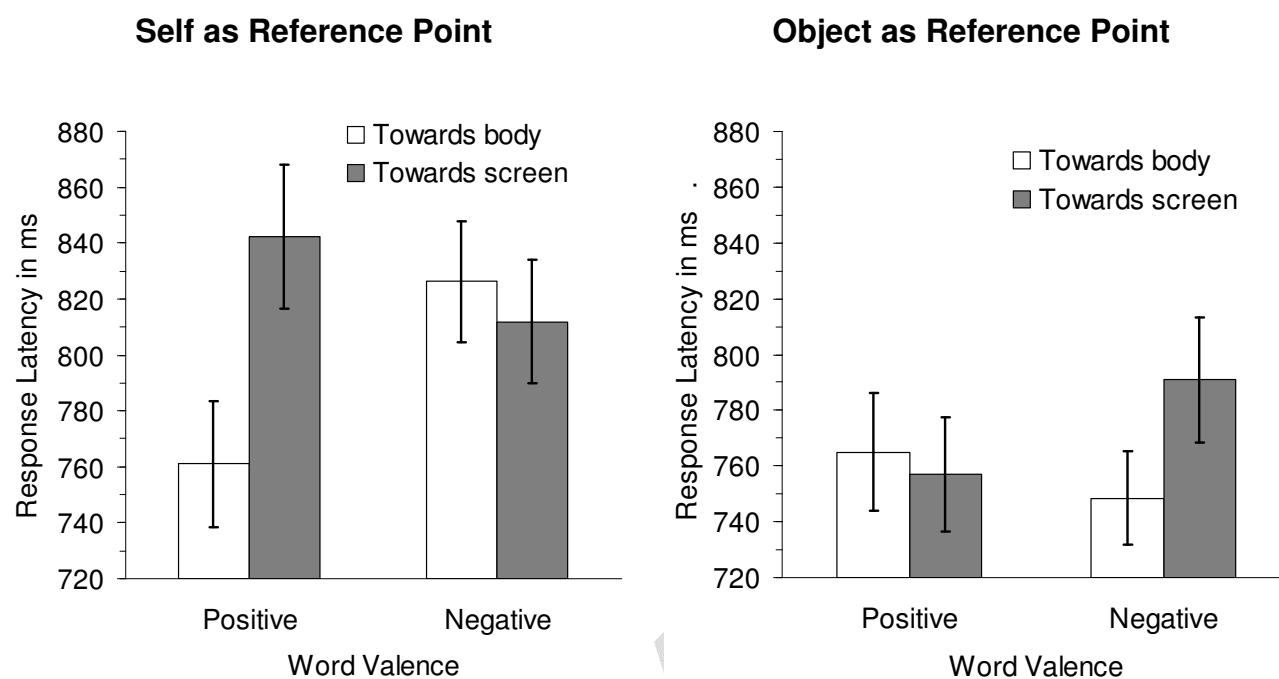 Self as Reference Point
880
860
840
820
800
780
760
740
720
Response Latency in ms
Towards body
Towards screen
Positive
Negative
Word Valence
Object as Reference Point
880
860
840
820
800
780
760
740
720
Response Latency in ms .
Towards body
Towards screen
Positive
Negative
Word Valence